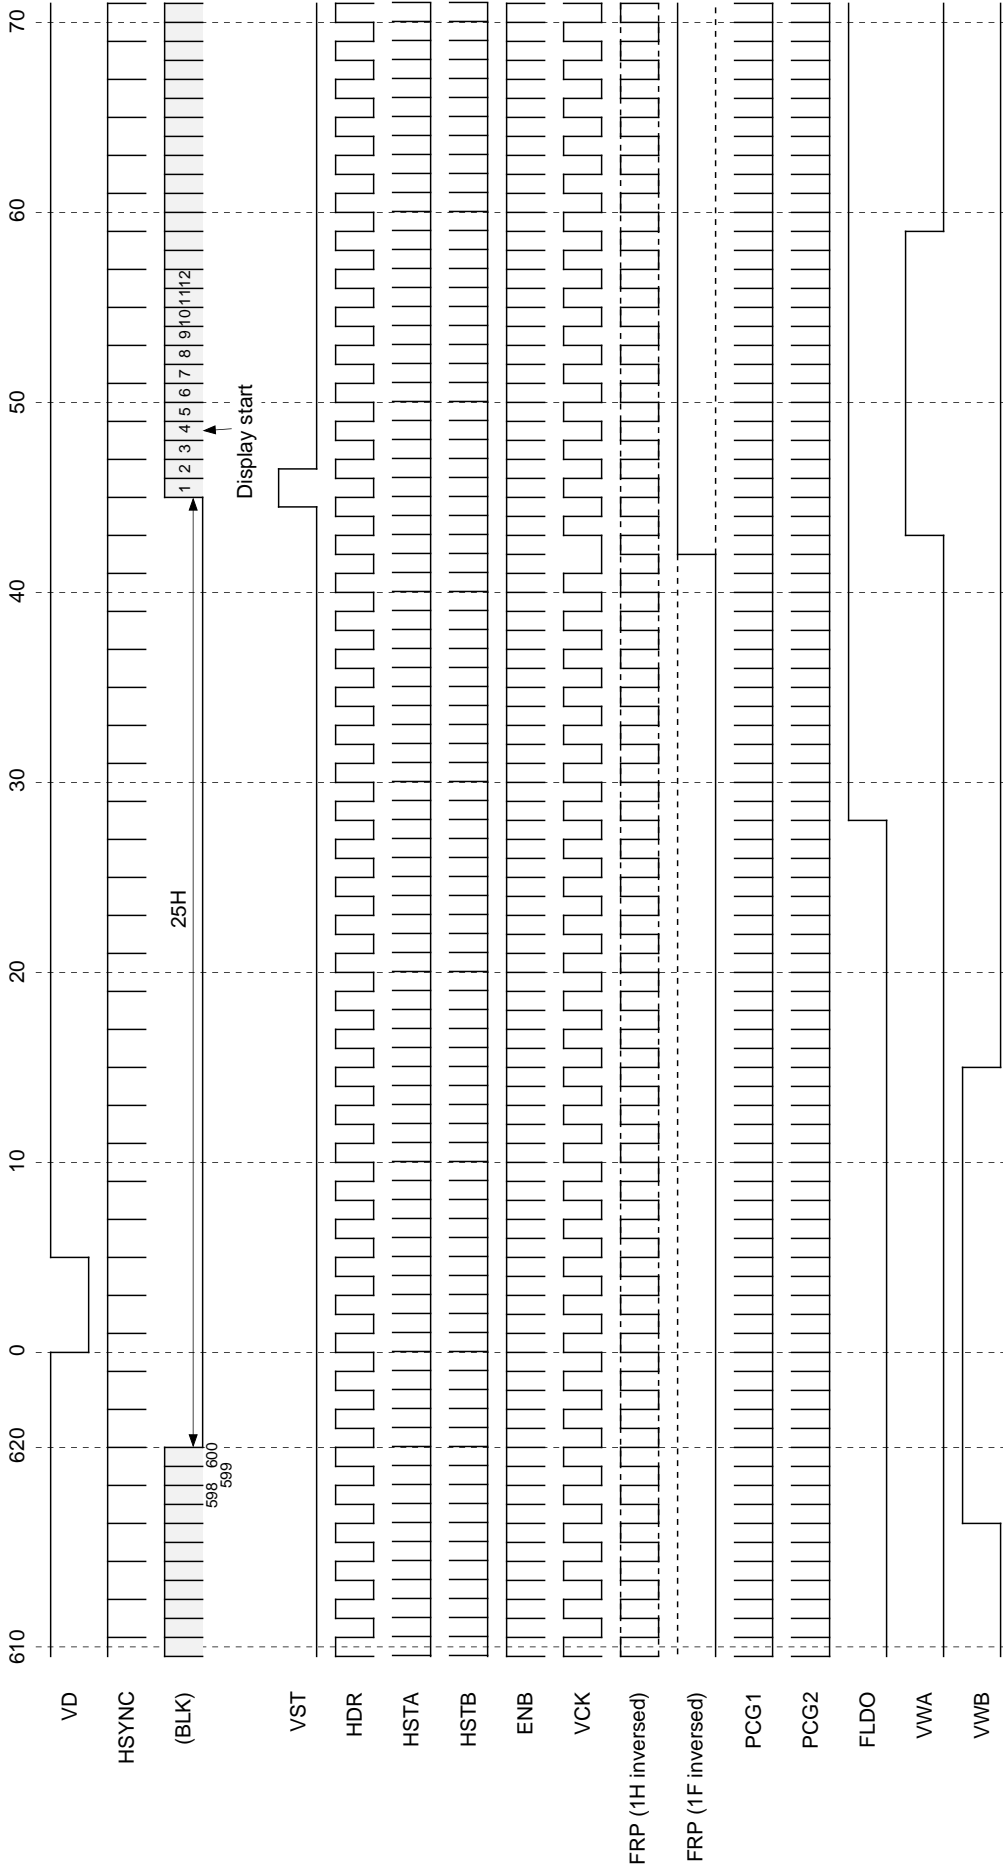 610 620 0 10 20 30 40 50 60 70
VD
HSYNC
(BLK)
598 599 600
25H
1 2 3 4 5 6 7 8 9 10 11 12
Display start
VST
HDR
HSTA
HSTB
ENB
VCK
FRP (1H inversed)
FRP (1F inversed)
PCG1
PCG2
FLDO
VWA
VWB